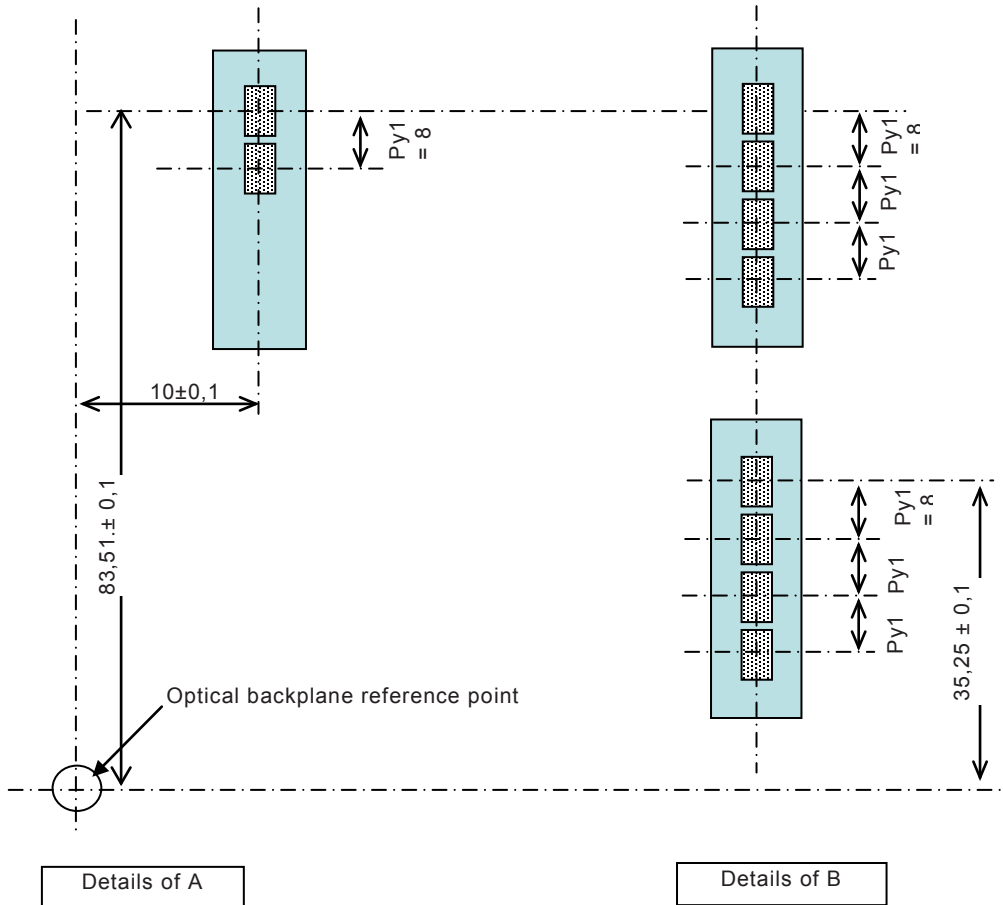 Py1
= 8
Py1
= 8
Py1
Py1
10±0,1
83,51.± 0,1
Py1
= 8
Py1
Py1
35,25 ± 0,1
Optical backplane reference point
Details of A
Details of B